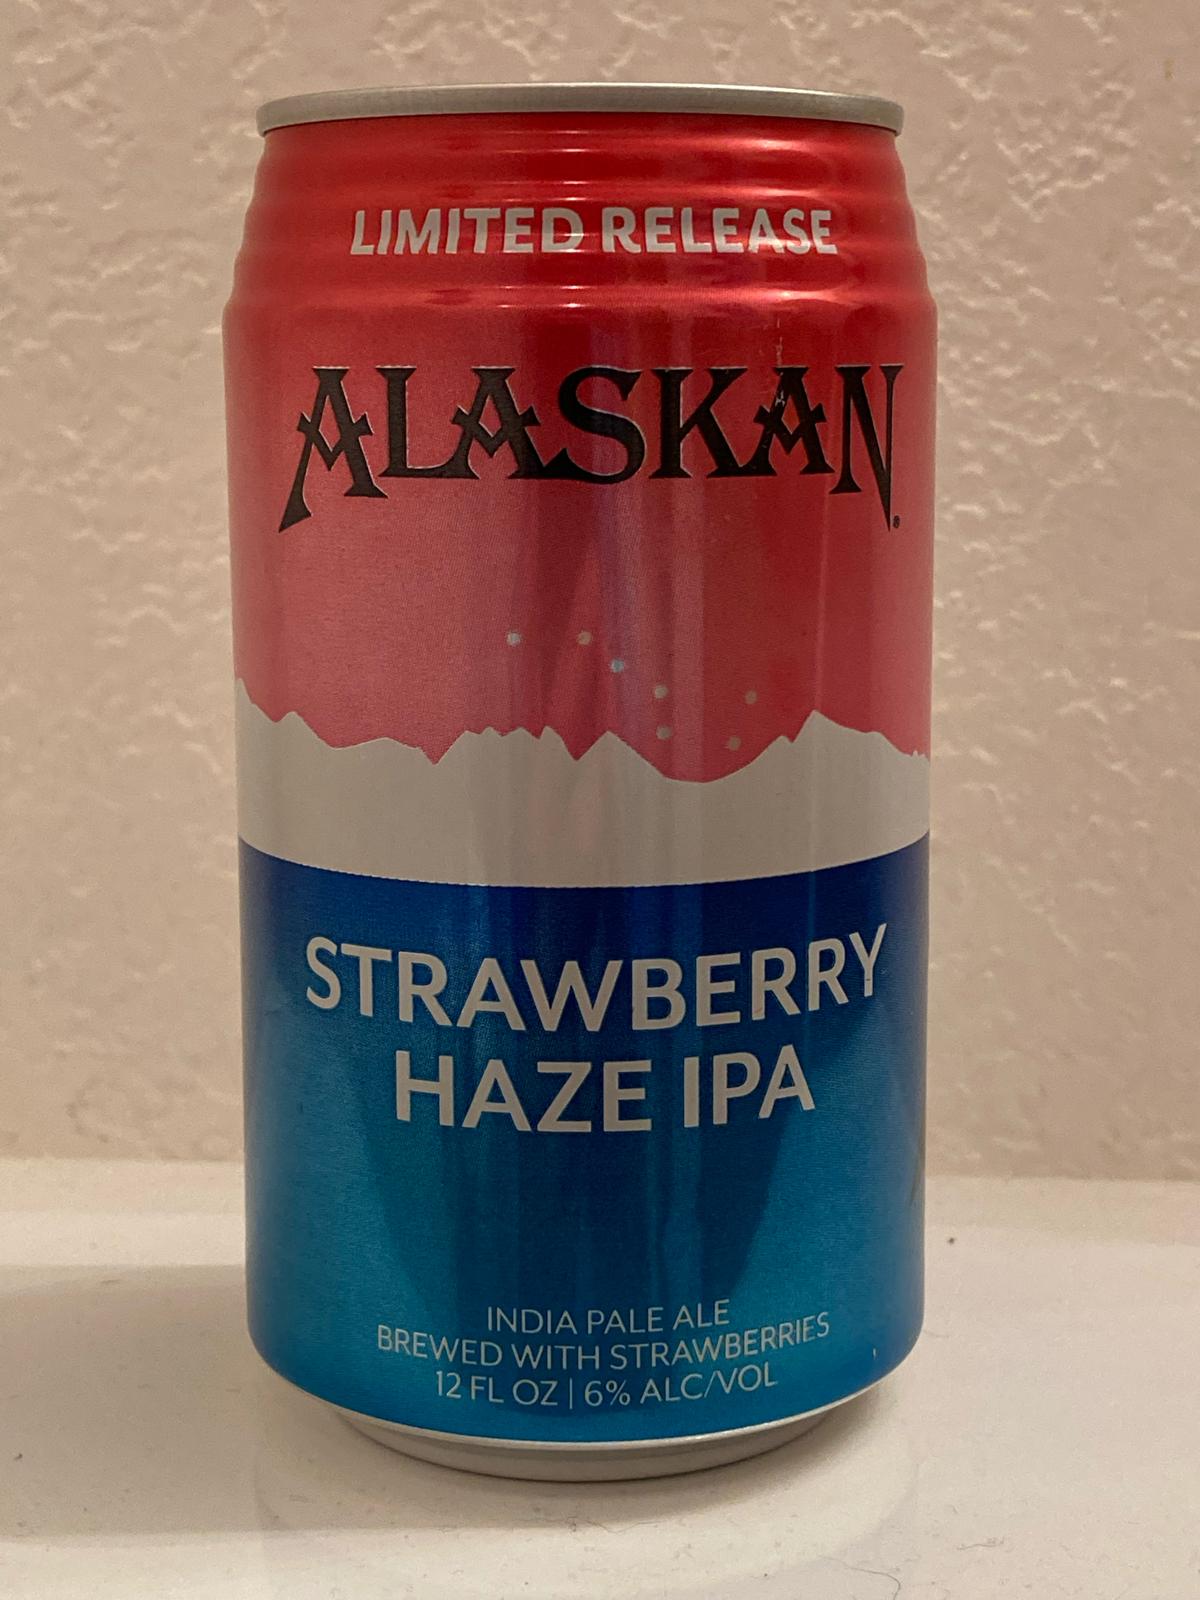 LIMITED RELEASE
ALASKAN®
STRAWBERRY
HAZE IPA
INDIA PALE ALE
BREWED WITH STRAWBERRIES
12 FL OZ | 6% ALC/VOL